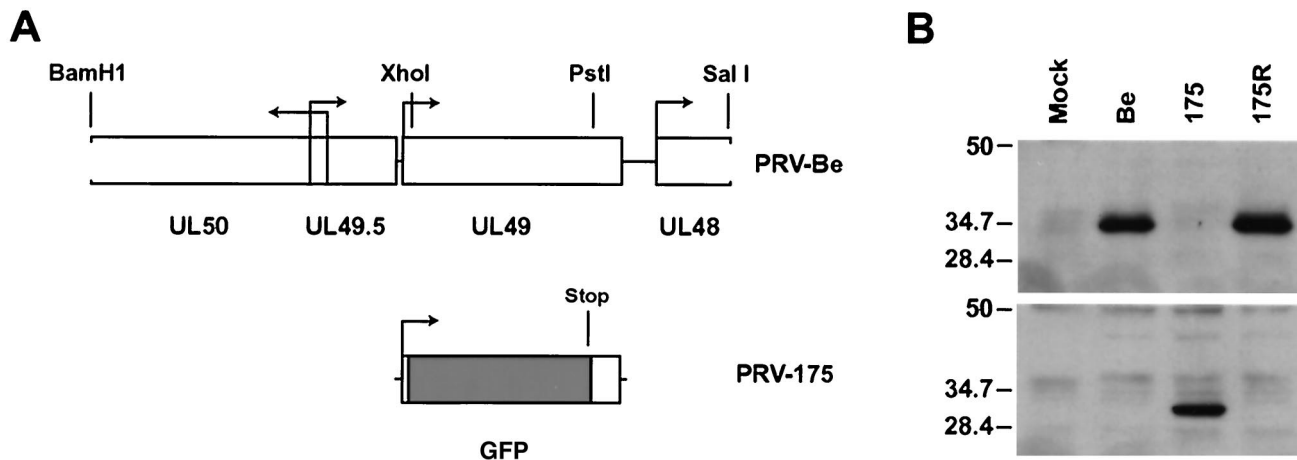 A
BamH1 XhoI PstI Sal I
PRV-Be
UL50 UL49.5 UL49 UL48
Stop
PRV-175
GFP
B
Mock Be 175 175R
50
34.7
28.4
50
34.7
28.4